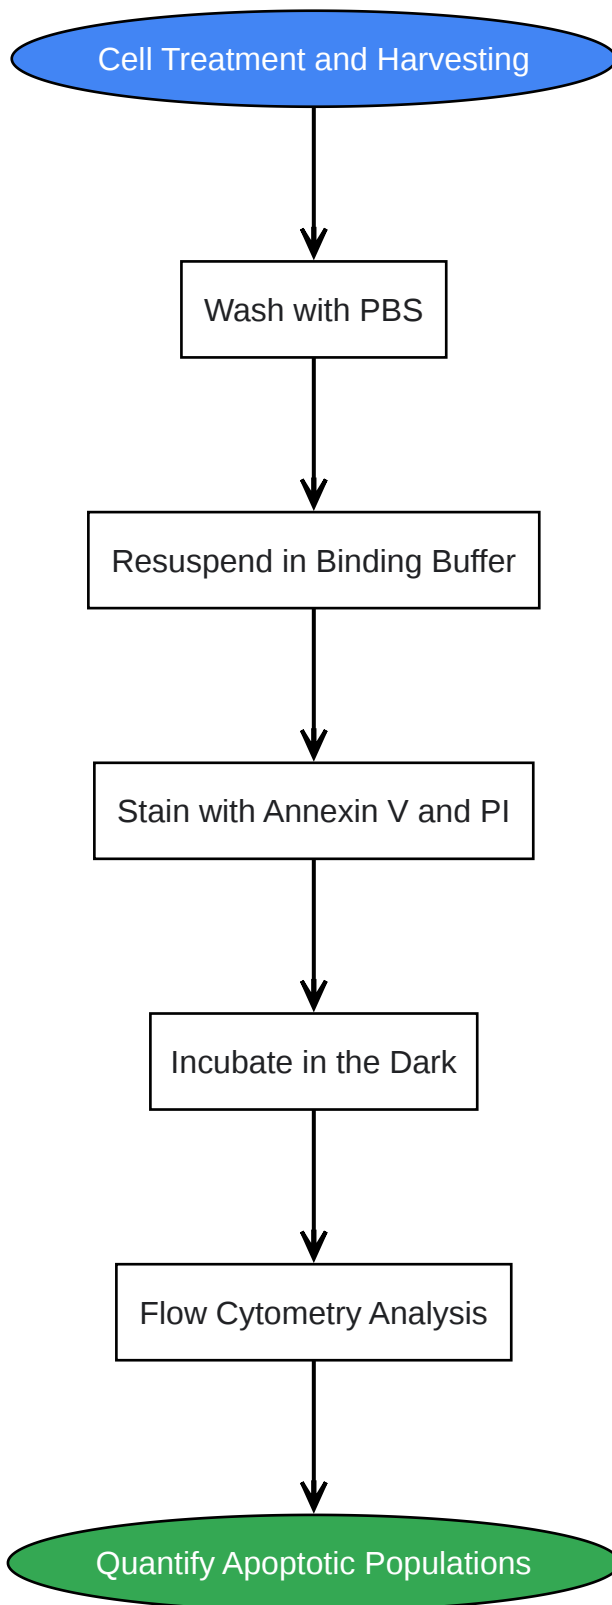 Cell Treatment and Harvesting
Wash with PBS
Resuspend in Binding Buffer
Stain with Annexin V and PI
Incubate in the Dark
Flow Cytometry Analysis
Quantify Apoptotic Populations